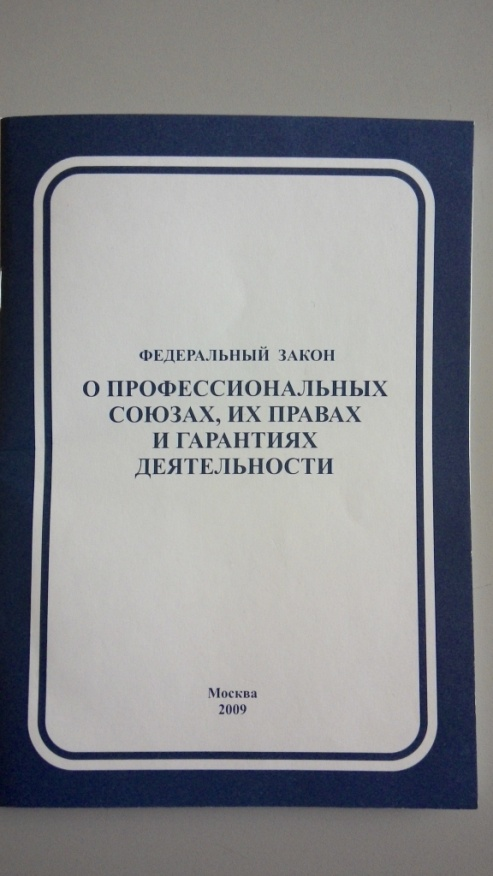 ФЕДЕРАЛЬНЫЙ ЗАКОН
О ПРОФЕССИОНАЛЬНЫХ
СОЮЗАХ, ИХ ПРАВАХ
И ГАРАНТИЯХ
ДЕЯТЕЛЬНОСТИ
Москва
2009